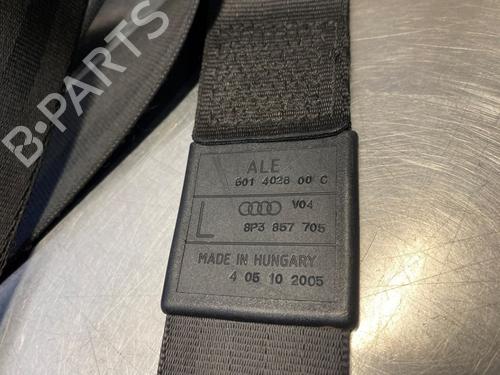 B-PARTS
ALE
601 4028 00 C
L V04
8P3 857 705
MADE IN HUNGARY
4 05 10 2005